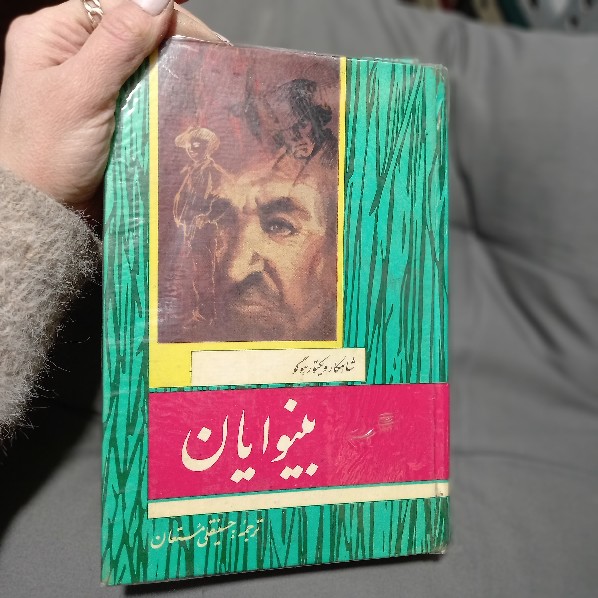 شاهکار ویکتور هوگو
بینوایان
ترجمه: حسینقلی مستعان